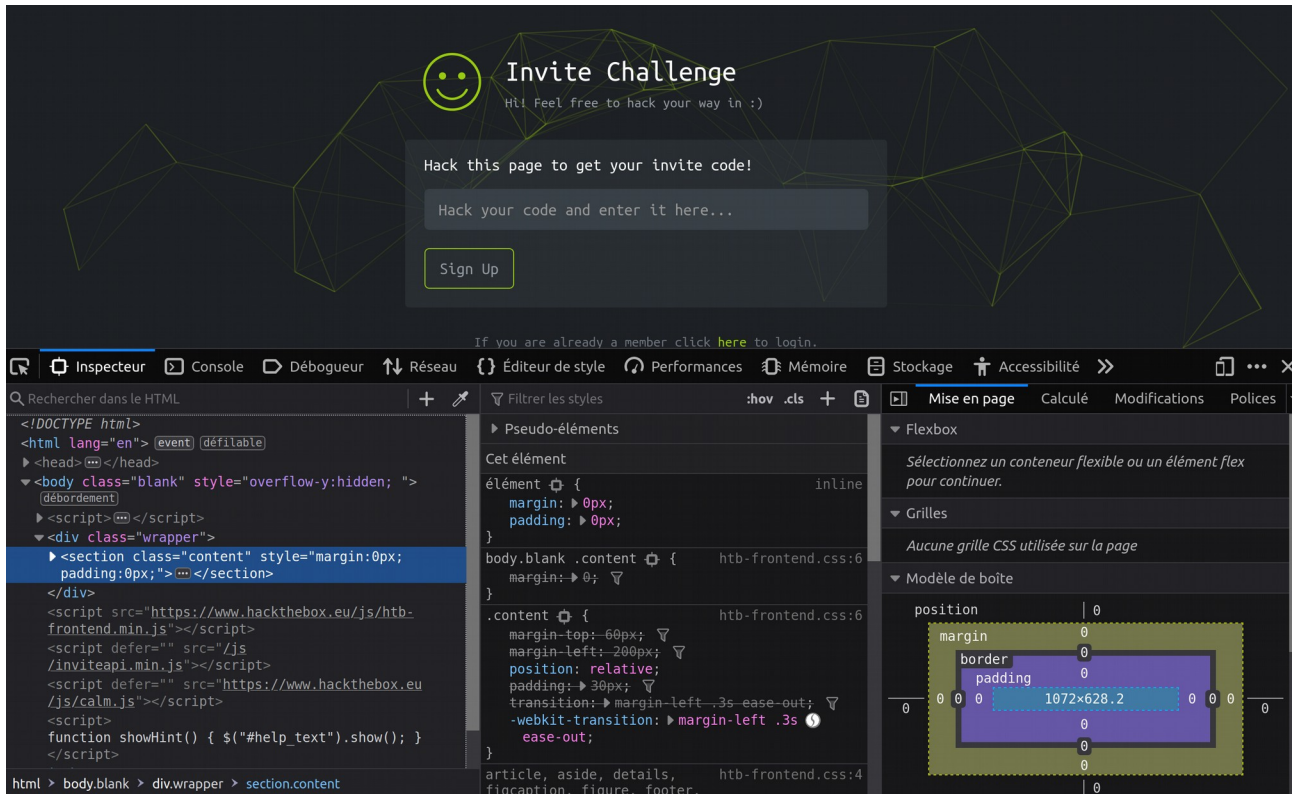 Invite Challenge
Hi! Feel free to hack your way in :)
Hack this page to get your invite code!
Hack your code and enter it here...
Sign Up
If you are already a member click here to login.
Inspecteur Console Débogueur Réseau Éditeur de style Performances Mémoire Stockage Accessibilité
Rechercher dans le HTML
<!DOCTYPE html>
<html lang="en"> event défilable
<head> </head>
<body class="blank" style="overflow-y:hidden; ">
débordement
<script> </script>
<div class="wrapper">
<section class="content" style="margin:0px;
padding:0px;"> </section>
</div>
<script src="https://www.hackthebox.eu/js/htb-
frontend.min.js"></script>
<script defer="" src="/js
/inviteapi.min.js"></script>
<script defer="" src="https://www.hackthebox.eu
/js/calm.js"></script>
<script>
function showHint() { $("#help_text").show(); }
</script>
html > body.blank > div.wrapper > section.content
Filtrer les styles :hov .cls
Pseudo-éléments
Cet élément
élément { inline
margin: 0px;
padding: 0px;
}
body.blank .content { htb-frontend.css:6
margin: 0;
}
.content { htb-frontend.css:6
margin-top: 60px;
margin-left: 200px;
position: relative;
padding: 30px;
transition: margin-left .3s ease-out;
-webkit-transition: margin-left .3s
ease-out;
}
article, aside, details, htb-frontend.css:4
figcaption, figure, footer,
Mise en page Calculé Modifications Polices
Flexbox
Sélectionnez un conteneur flexible ou un élément flex
pour continuer.
Grilles
Aucune grille CSS utilisée sur la page
Modèle de boîte
position 0
margin 0
border 0
padding 0
0 0 0 0 1072×628.2 0 0 0 0
0
0
0
0